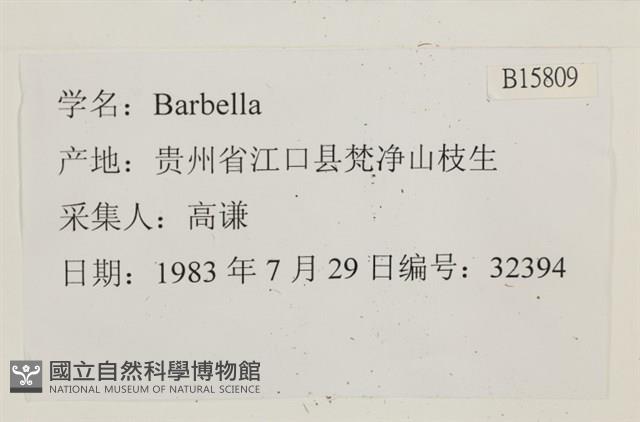 B15809
学名：Barbella
产地：贵州省江口县梵净山枝生
采集人：高谦
日期：1983 年 7 月 29 日编号：32394
國立自然科學博物館
NATIONAL MUSEUM OF NATURAL SCIENCE